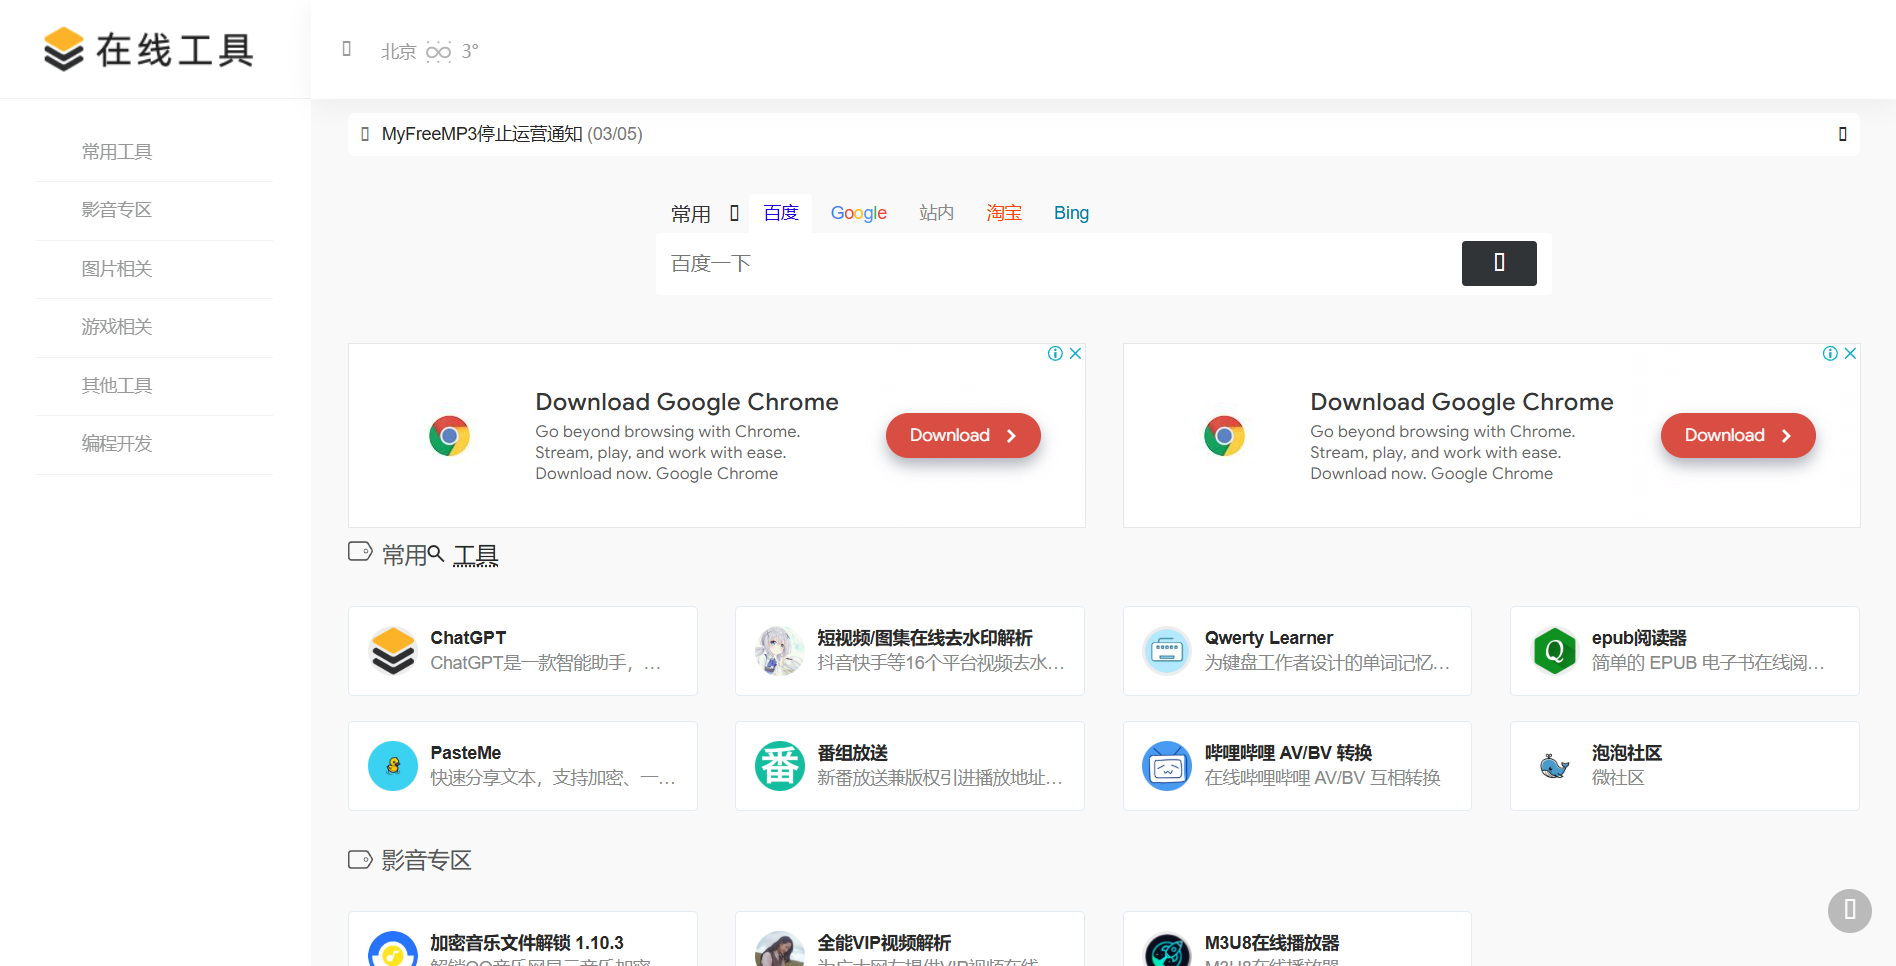 在线工具
北京 3°
常用工具
影音专区
图片相关
游戏相关
其他工具
编程开发
MyFreeMP3停止运营通知 (03/05)
常用 百度 Google 站内 淘宝 Bing
百度一下
Download Google Chrome
Go beyond browsing with Chrome.
Stream, play, and work with ease.
Download now. Google Chrome
Download
Download Google Chrome
Go beyond browsing with Chrome.
Stream, play, and work with ease.
Download now. Google Chrome
Download
常用 工具
ChatGPT
ChatGPT是一款智能助手，…
短视频/图集在线去水印解析
抖音快手等16个平台视频去水…
Qwerty Learner
为键盘工作者设计的单词记忆…
Q
epub阅读器
简单的 EPUB 电子书在线阅…
PasteMe
快速分享文本，支持加密、一…
番
番组放送
新番放送兼版权引进播放地址…
哔哩哔哩 AV/BV 转换
在线哔哩哔哩 AV/BV 互相转换
泡泡社区
微社区
影音专区
加密音乐文件解锁 1.10.3
全能VIP视频解析
M3U8在线播放器
M3U8在线播放器